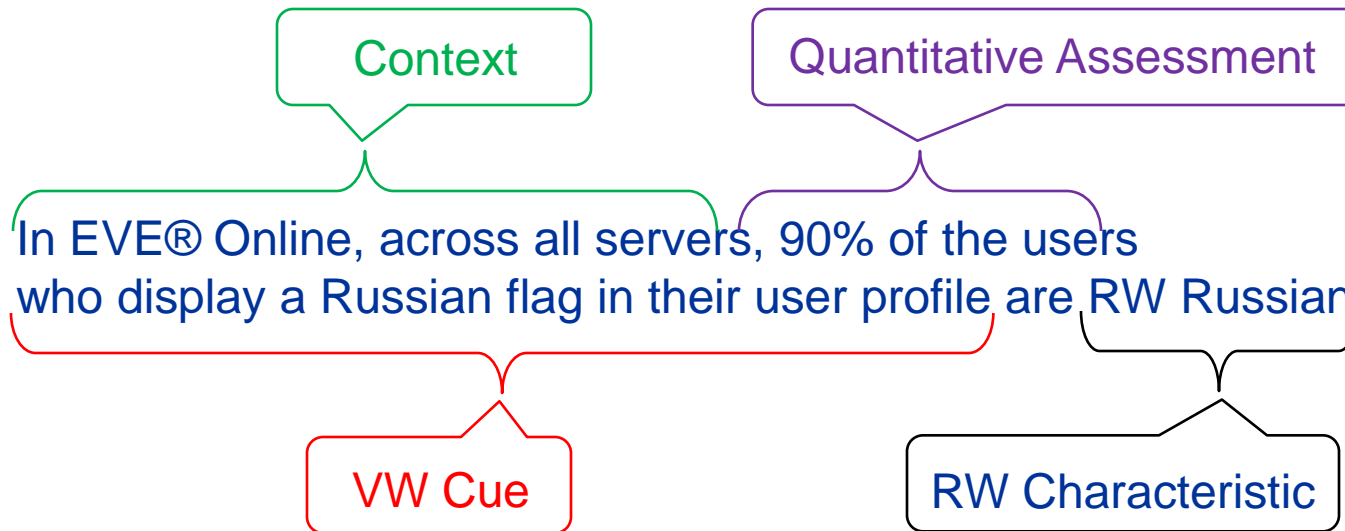 Context
Quantitative Assessment
In EVE® Online, across all servers, 90% of the users
who display a Russian flag in their user profile are RW Russian
VW Cue
RW Characteristic